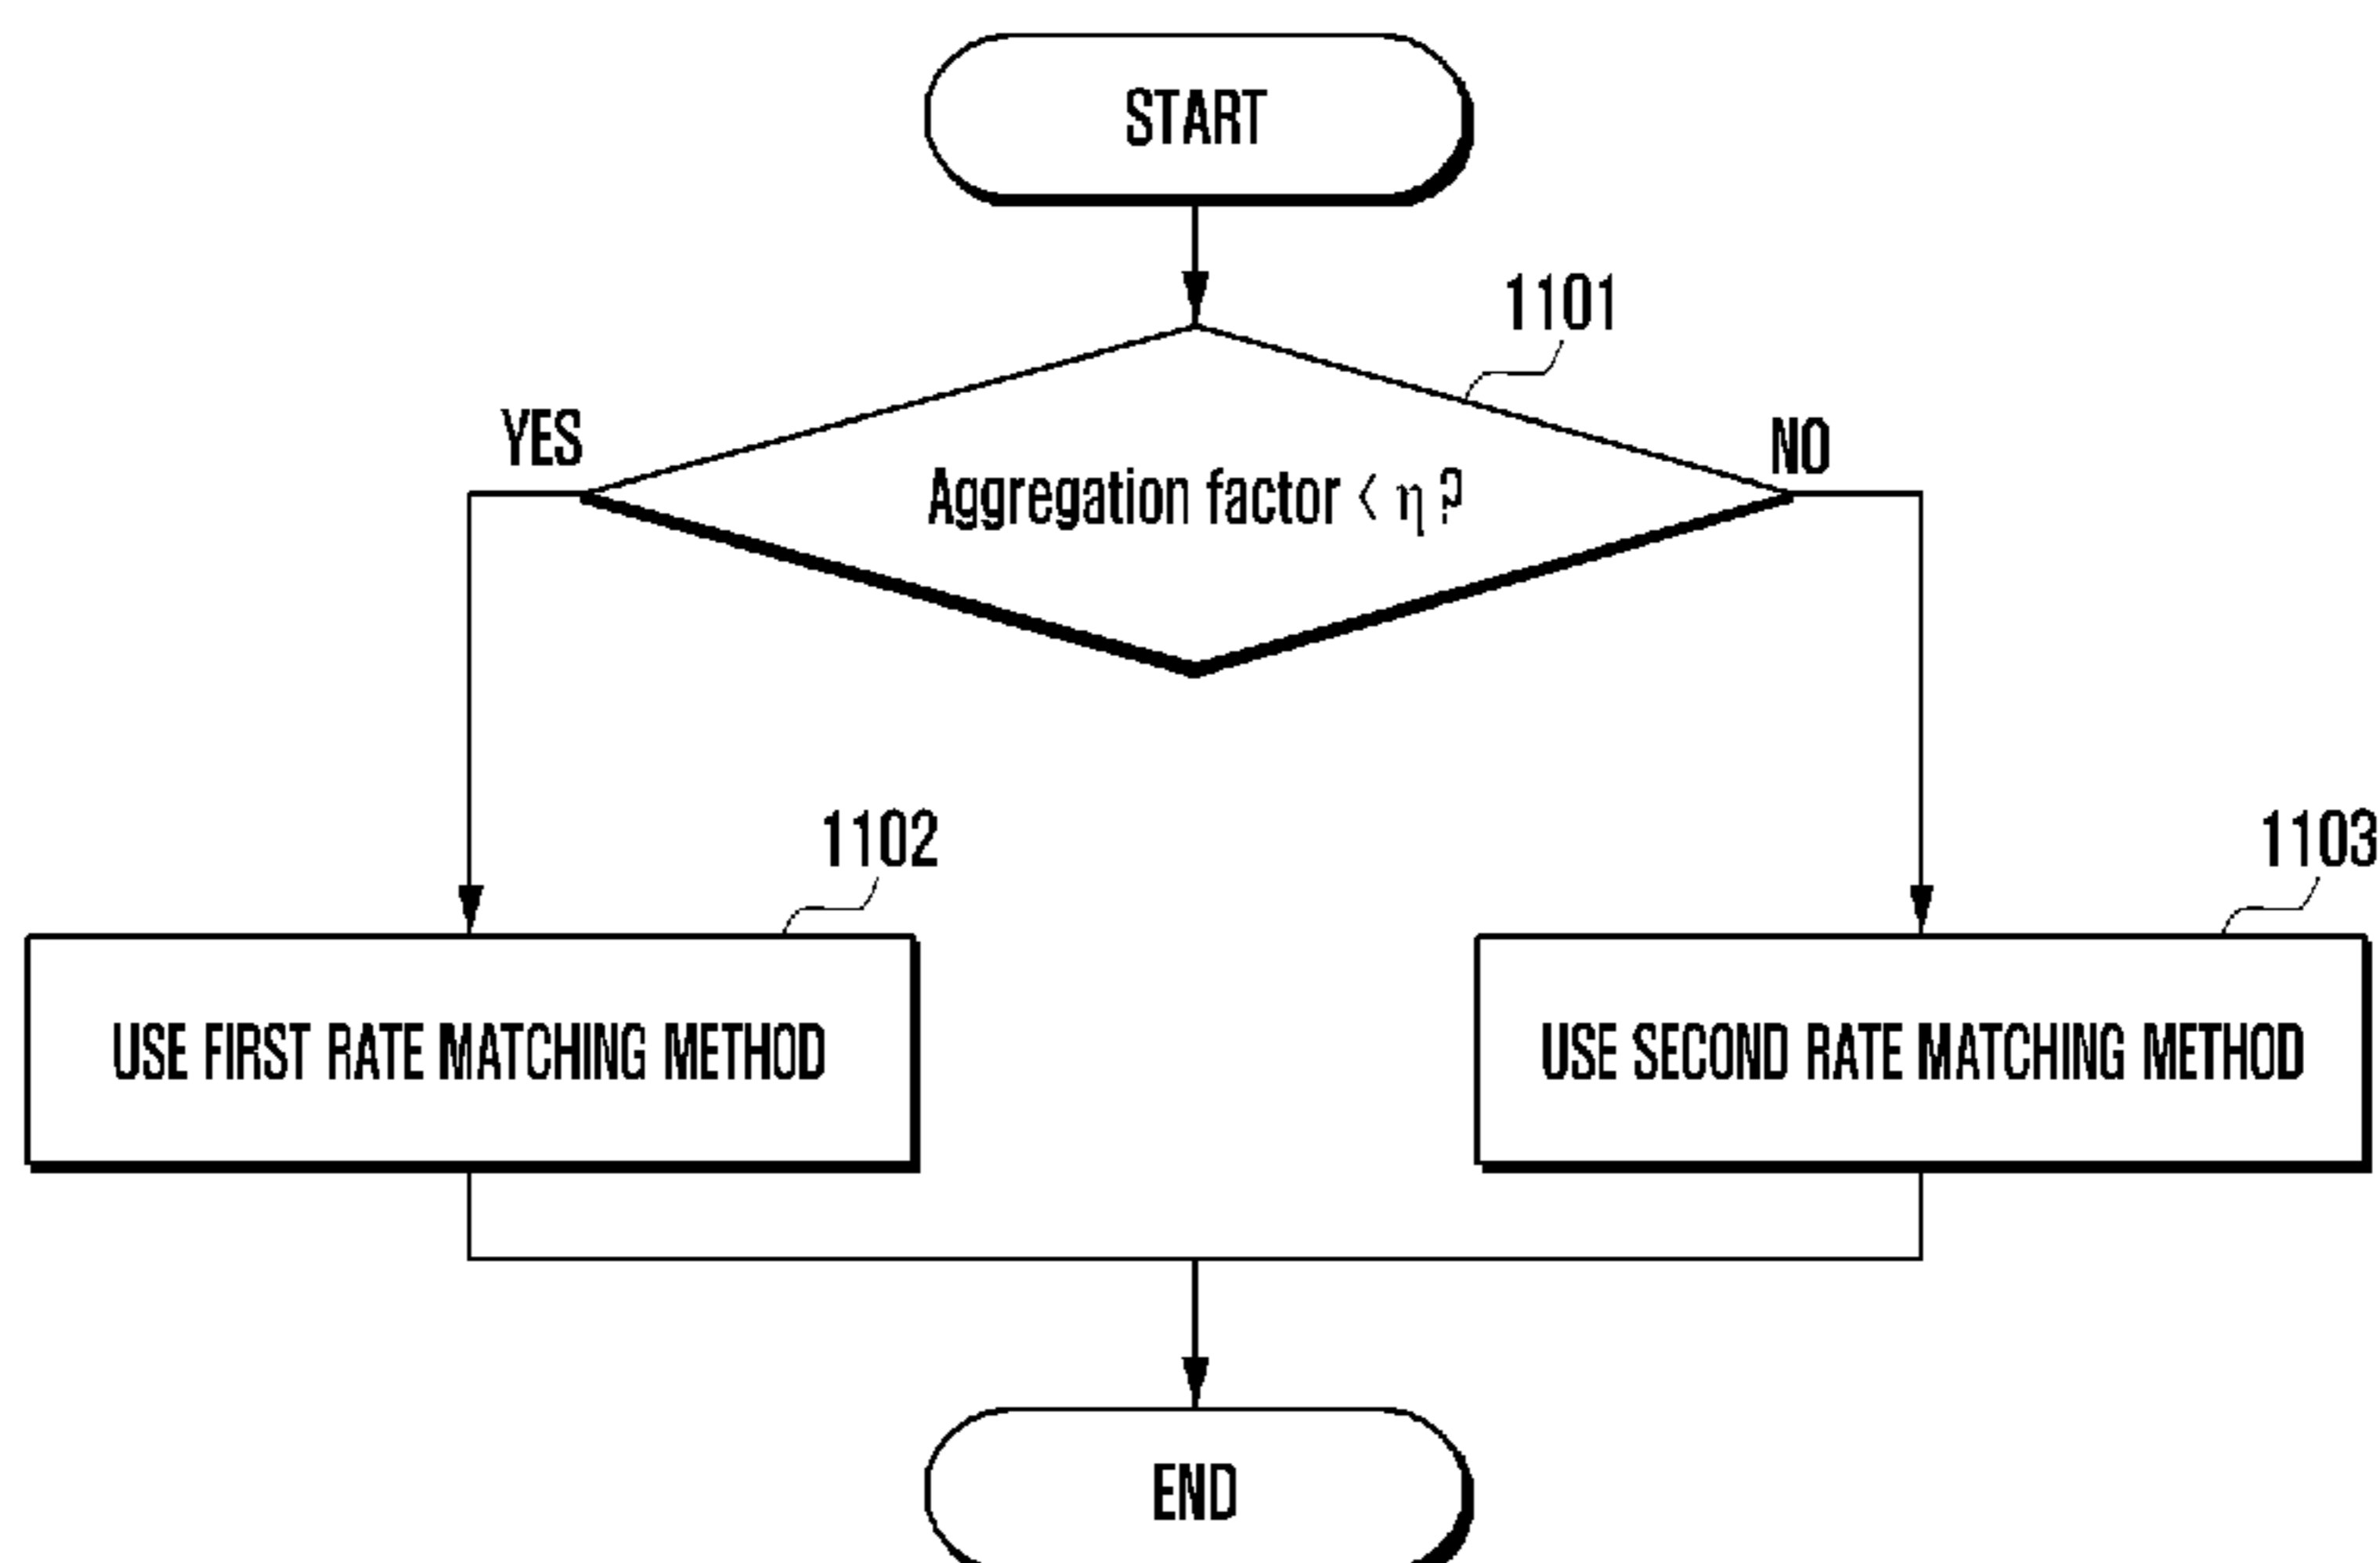 START
1101
YES
NO
Aggregation factor < η ?
1102
1103
USE FIRST RATE MATCHING METHOD
USE SECOND RATE MATCHING METHOD
END